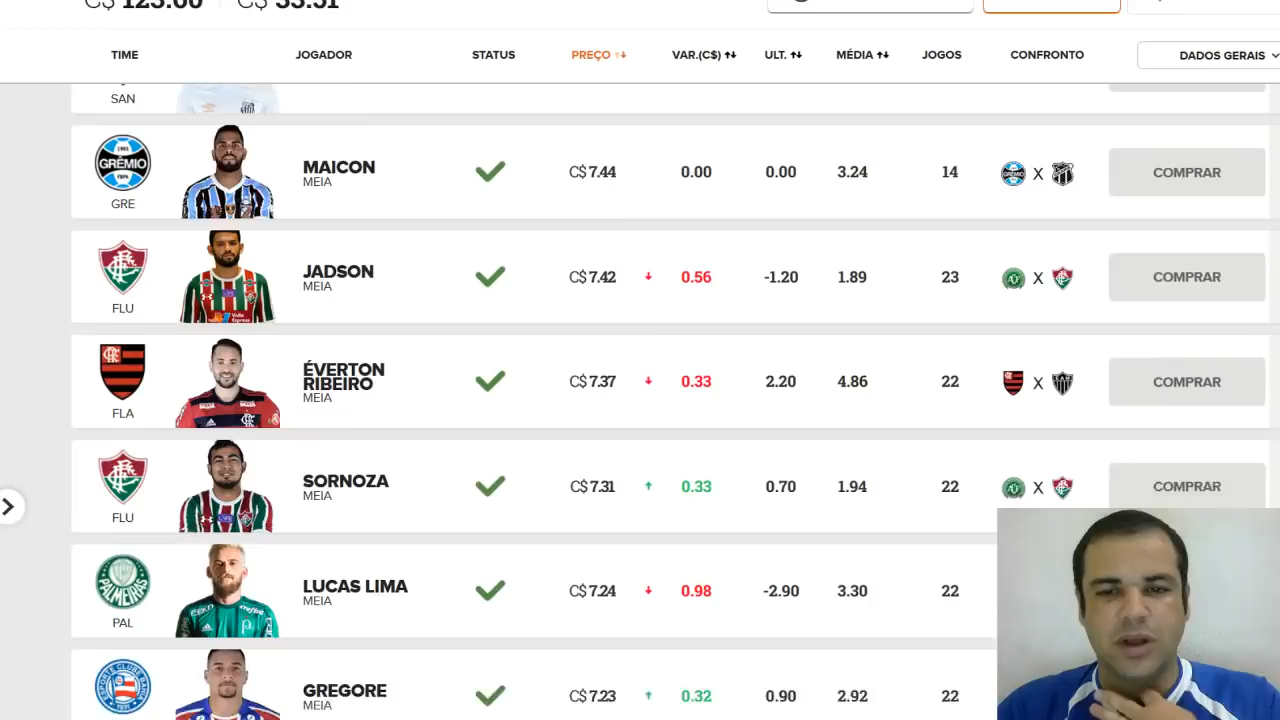 C$ 123.00 C$ 33.51
TIME JOGADOR STATUS PREÇO VAR.(C$) ULT. MÉDIA JOGOS CONFRONTO DADOS GERAIS
SAN
GRÊMIO
GRE
MAICON
MEIA
C$ 7.44 0.00 0.00 3.24 14 X COMPRAR
FLU
JADSON
MEIA
C$ 7.42 0.56 -1.20 1.89 23 X COMPRAR
FLA
ÉVERTON
RIBEIRO
MEIA
C$ 7.37 0.33 2.20 4.86 22 X COMPRAR
FLU
SORNOZA
MEIA
C$ 7.31 0.33 0.70 1.94 22 X COMPRAR
PALMEIRAS
PAL
LUCAS LIMA
MEIA
C$ 7.24 0.98 -2.90 3.30 22
GREGORE
MEIA
C$ 7.23 0.32 0.90 2.92 22